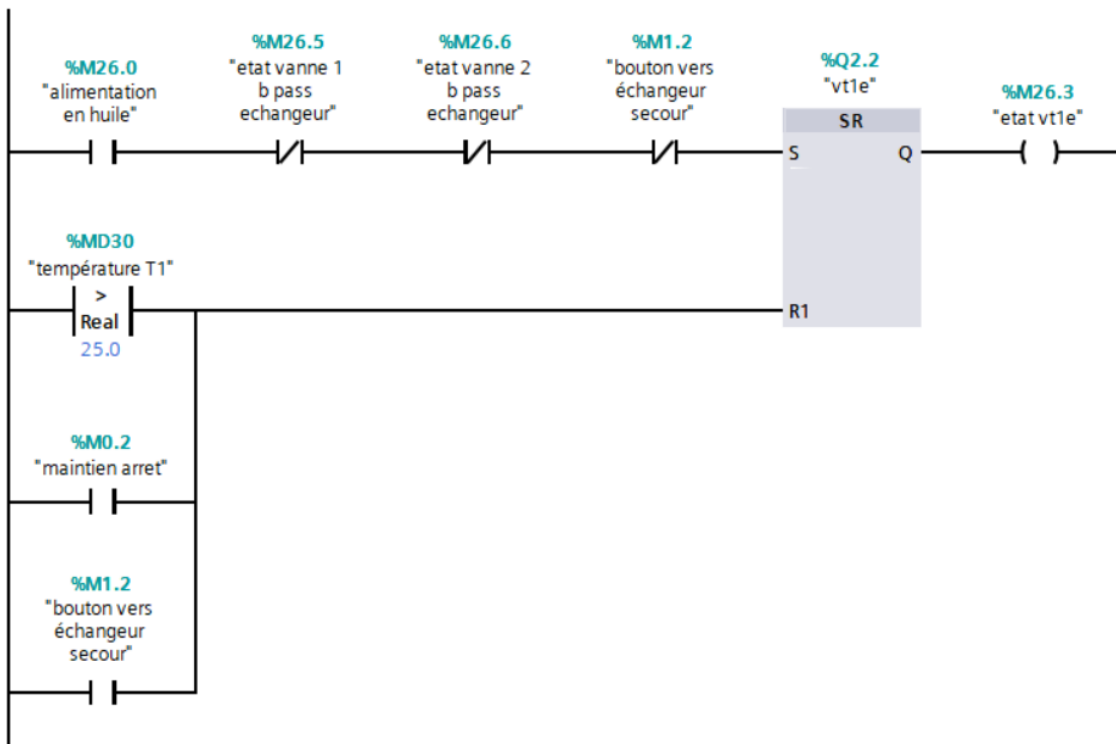 %M26.0
"alimentation
en huile"
%M26.5
"etat vanne 1
b pass
echangeur"
%M26.6
"etat vanne 2
b pass
echangeur"
%M1.2
"bouton vers
échangeur
secour"
%Q2.2
"vt1e"
SR
S
Q
R1
%M26.3
"etat vt1e"
%MD30
"température T1"
>
Real
25.0
%M0.2
"maintien arret"
%M1.2
"bouton vers
échangeur
secour"